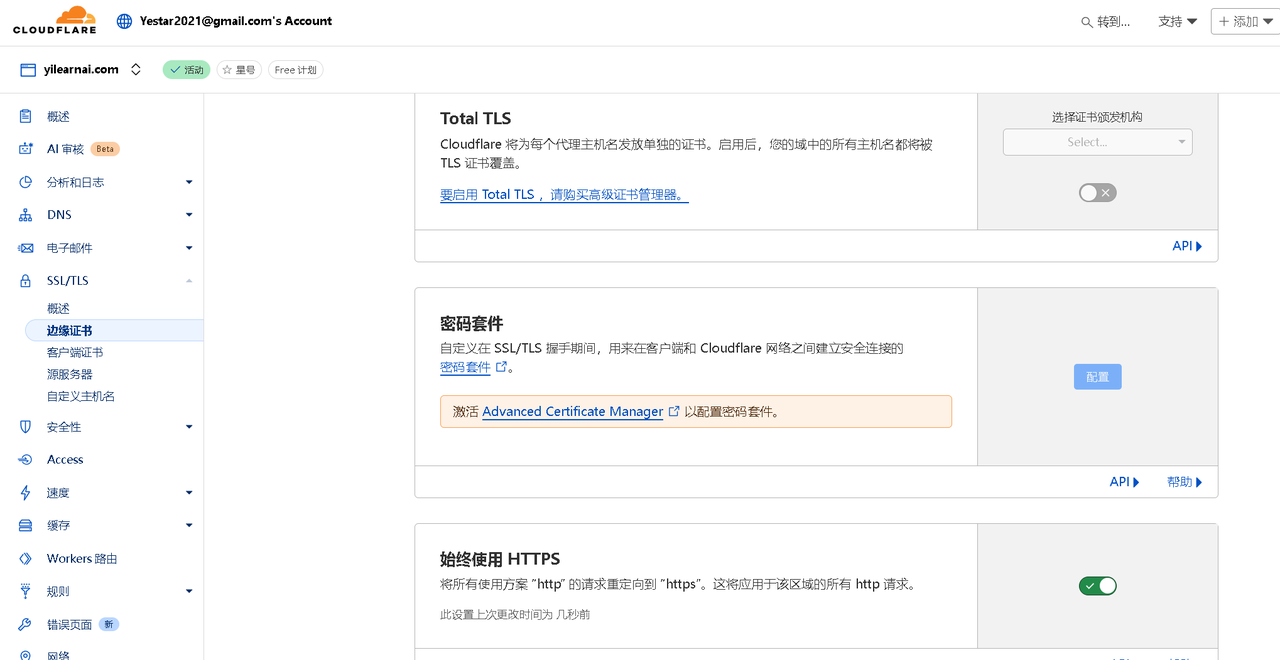 CLOUDFLARE
Yestar2021@gmail.com's Account
转到...
支持
添加
yilearnai.com
活动
星号
Free 计划
概述
AI 审核 Beta
分析和日志
DNS
电子邮件
SSL/TLS
概述
边缘证书
客户端证书
源服务器
自定义主机名
安全性
Access
速度
缓存
Workers 路由
规则
错误页面 新
网络
Total TLS
Cloudflare 将为每个代理主机名发放单独的证书。启用后，您的域中的所有主机名都将被
TLS 证书覆盖。
要启用 Total TLS ，请购买高级证书管理器。
选择证书颁发机构
Select...
API
密码套件
自定义在 SSL/TLS 握手期间，用来在客户端和 Cloudflare 网络之间建立安全连接的
密码套件。
激活 Advanced Certificate Manager 以配置密码套件。
配置
API 帮助
始终使用 HTTPS
将所有使用方案 “http” 的请求重定向到 “https”。这将应用于该区域的所有 http 请求。
此设置上次更改时间为 几秒前